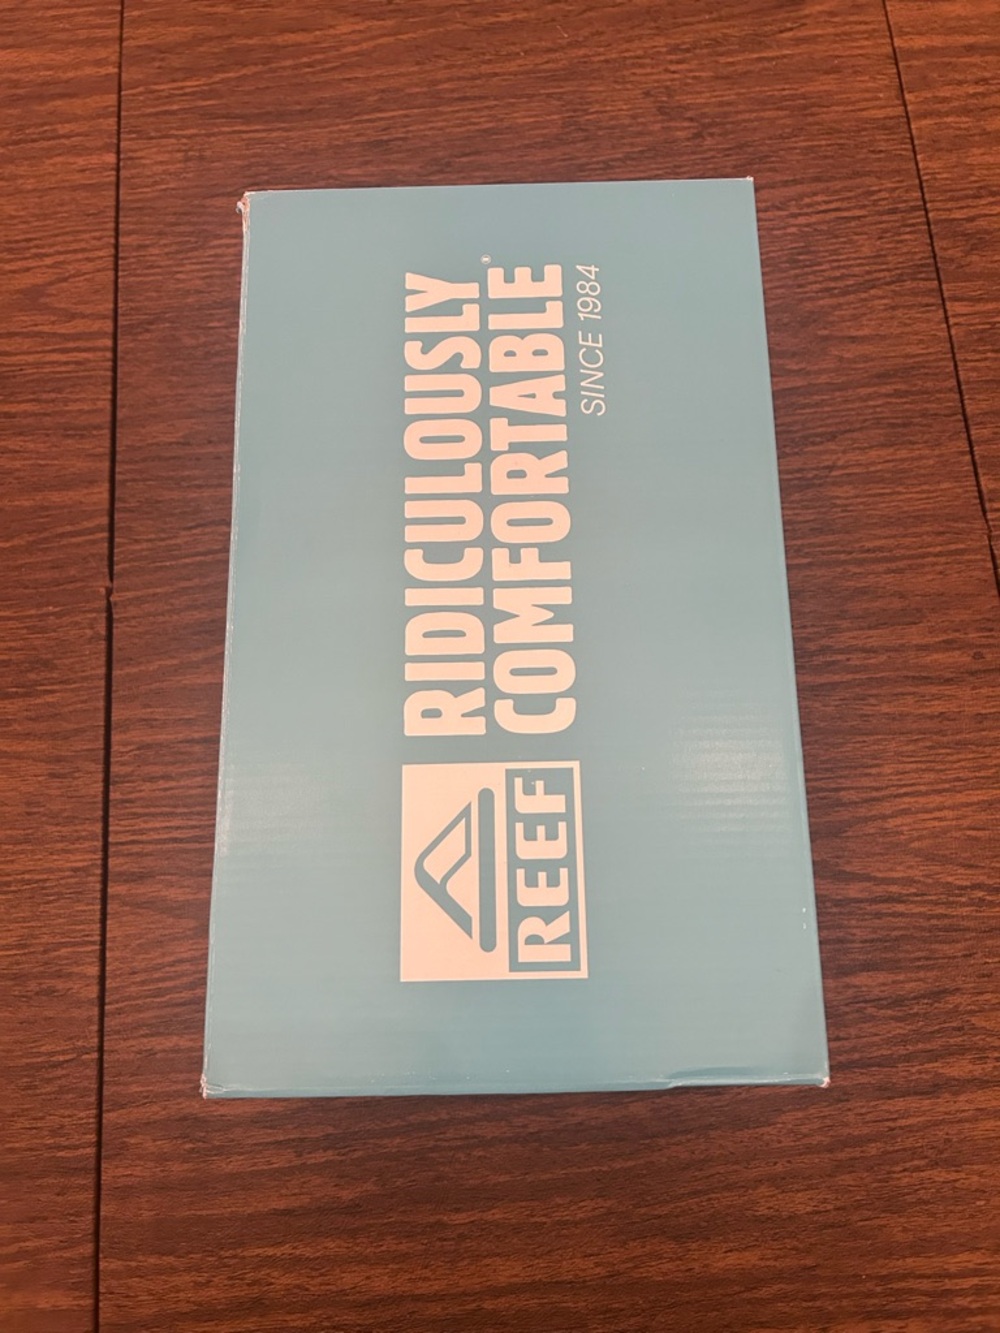 REEF
RIDICULOUSLY
COMFORTABLE®
SINCE 1984